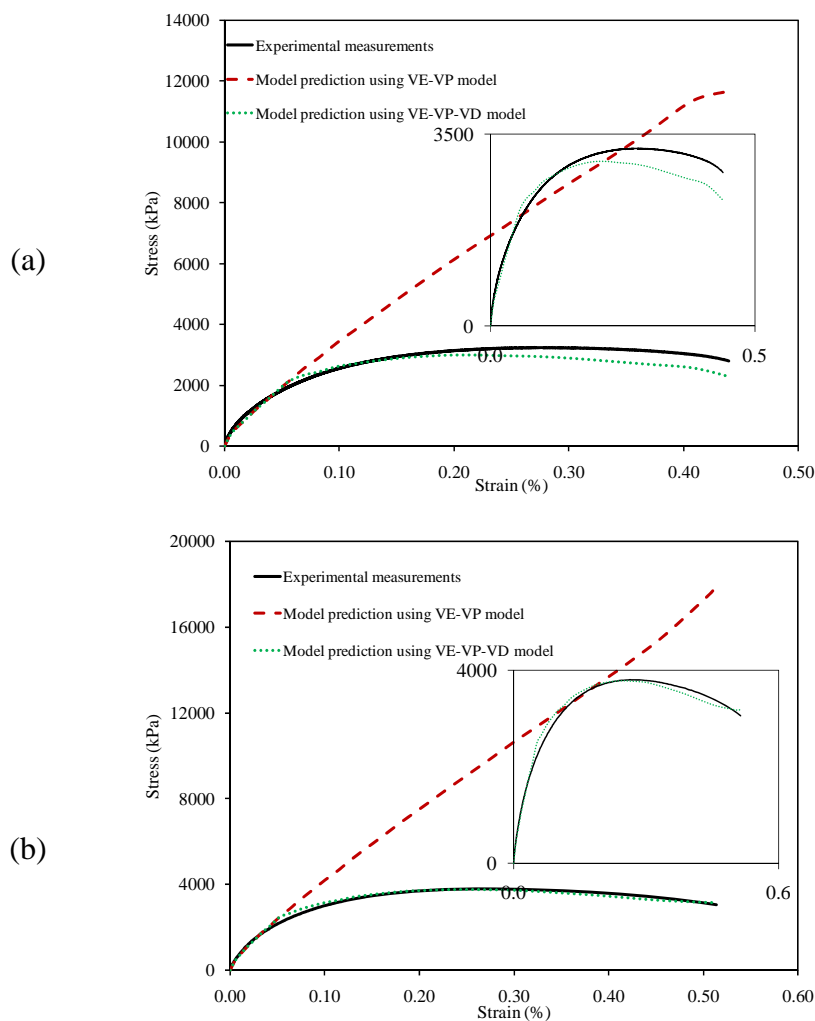 14000
Experimental measurements
12000
Model prediction using VE-VP model
Model prediction using VE-VP-VD model
10000
3500
Stress (kPa)
8000
(a)
6000
4000
0
0.0
0.5
2000
0
0.00
0.10
0.20
0.30
0.40
0.50
Strain (%)
20000
Experimental measurements
Model prediction using VE-VP model
16000
Model prediction using VE-VP-VD model
4000
12000
Stress (kPa)
8000
(b)
0
4000
0.0
0.6
0
0.00
0.10
0.20
0.30
0.40
0.50
0.60
Strain (%)